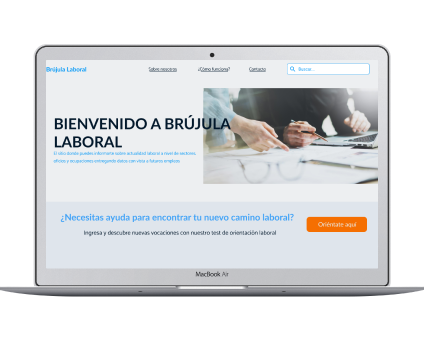 Brújula Laboral
Sobre nosotros
¿Cómo funciona?
Contacto
Buscar...
BIENVENIDO A BRÚJULA
LABORAL
El sitio donde puedes informarte sobre actualidad laboral a nivel de sectores
oficios y ocupaciones entregando datos con vista a futuros empleos
¿Necesitas ayuda para encontrar tu nuevo camino laboral?
Ingresa y descubre nuevas vocaciones con nuestro test de orientación laboral
Oriéntate aquí
MacBook Air